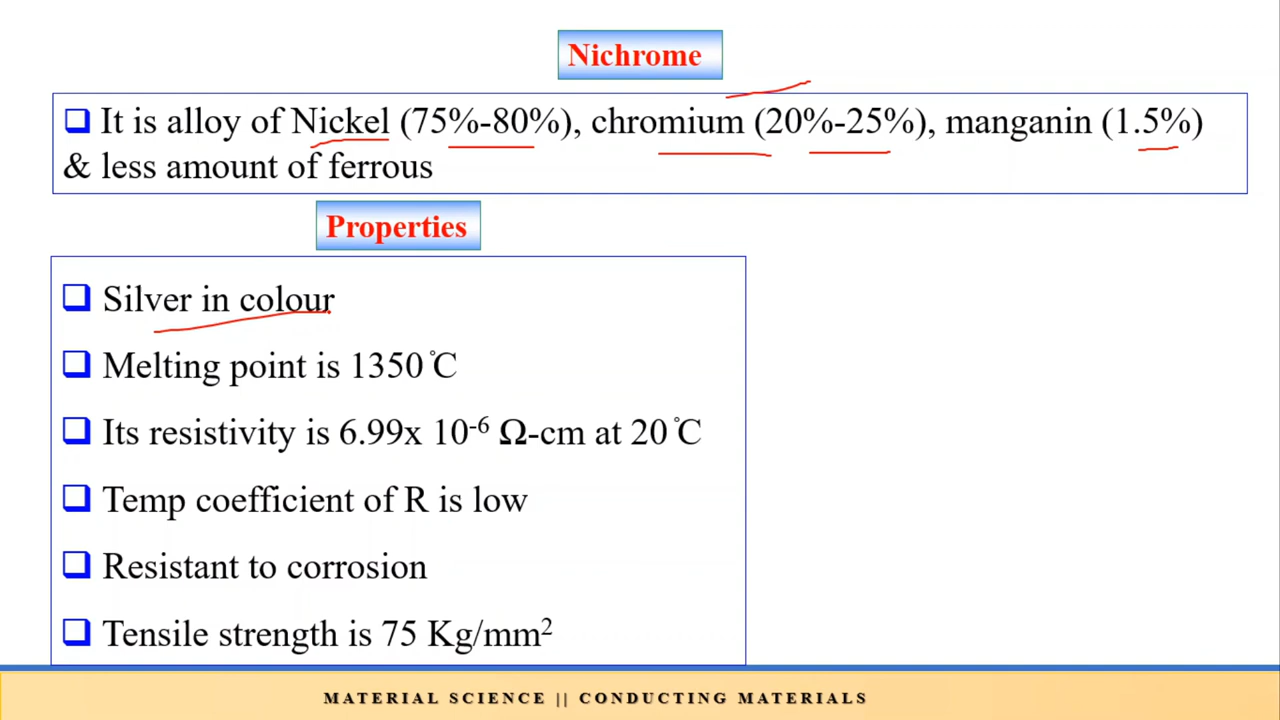 Nichrome
❑ It is alloy of Nickel (75%-80%), chromium (20%-25%), manganin (1.5%)
& less amount of ferrous
Properties
❑ Silver in colour
❑ Melting point is 1350 ℃
❑ Its resistivity is 6.99x 10⁻⁶ Ω-cm at 20 ℃
❑ Temp coefficient of R is low
❑ Resistant to corrosion
❑ Tensile strength is 75 Kg/mm²
MATERIAL SCIENCE || CONDUCTING MATERIALS